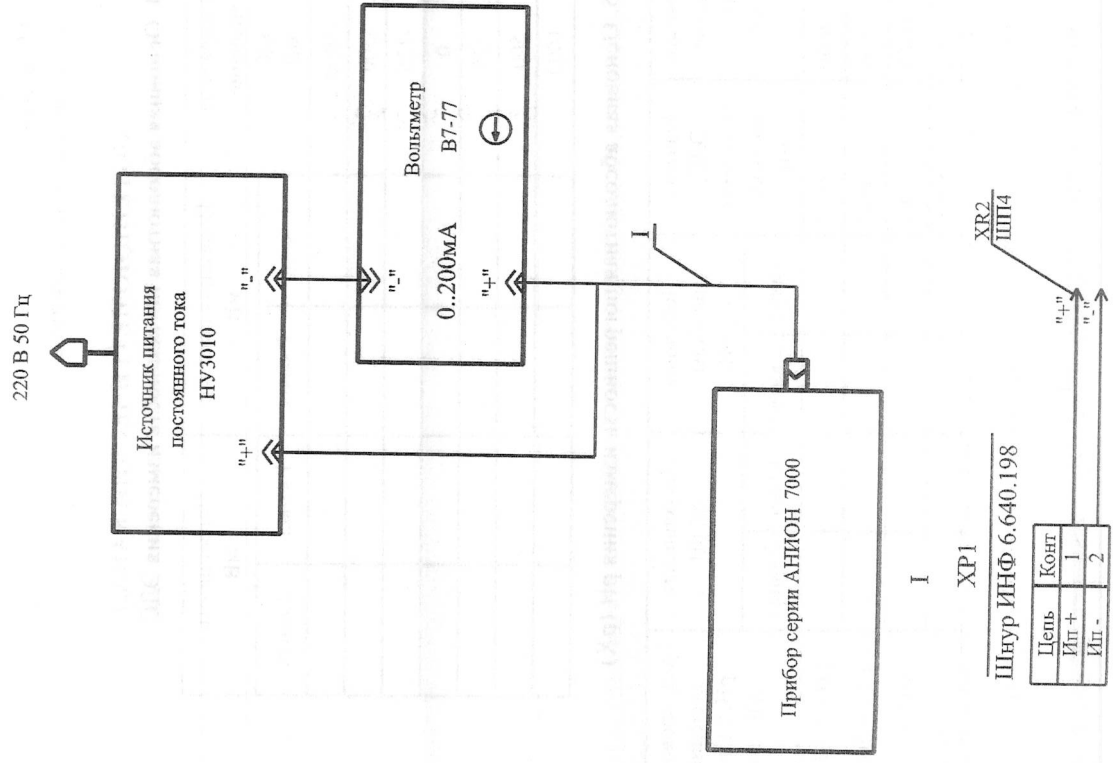 220 В 50 Гц
Источник питания
постоянного тока
НУ3010
"+"
"-"
Вольтметр
В7-77
0..200мА
"-"
"+"
I
Прибор серии АНИОН 7000
I
XP1
Шнур ИНФ 6.640.198
Цепь Конт
Ип + 1
Ип - 2
"+"
"-"
XR2
ШП4